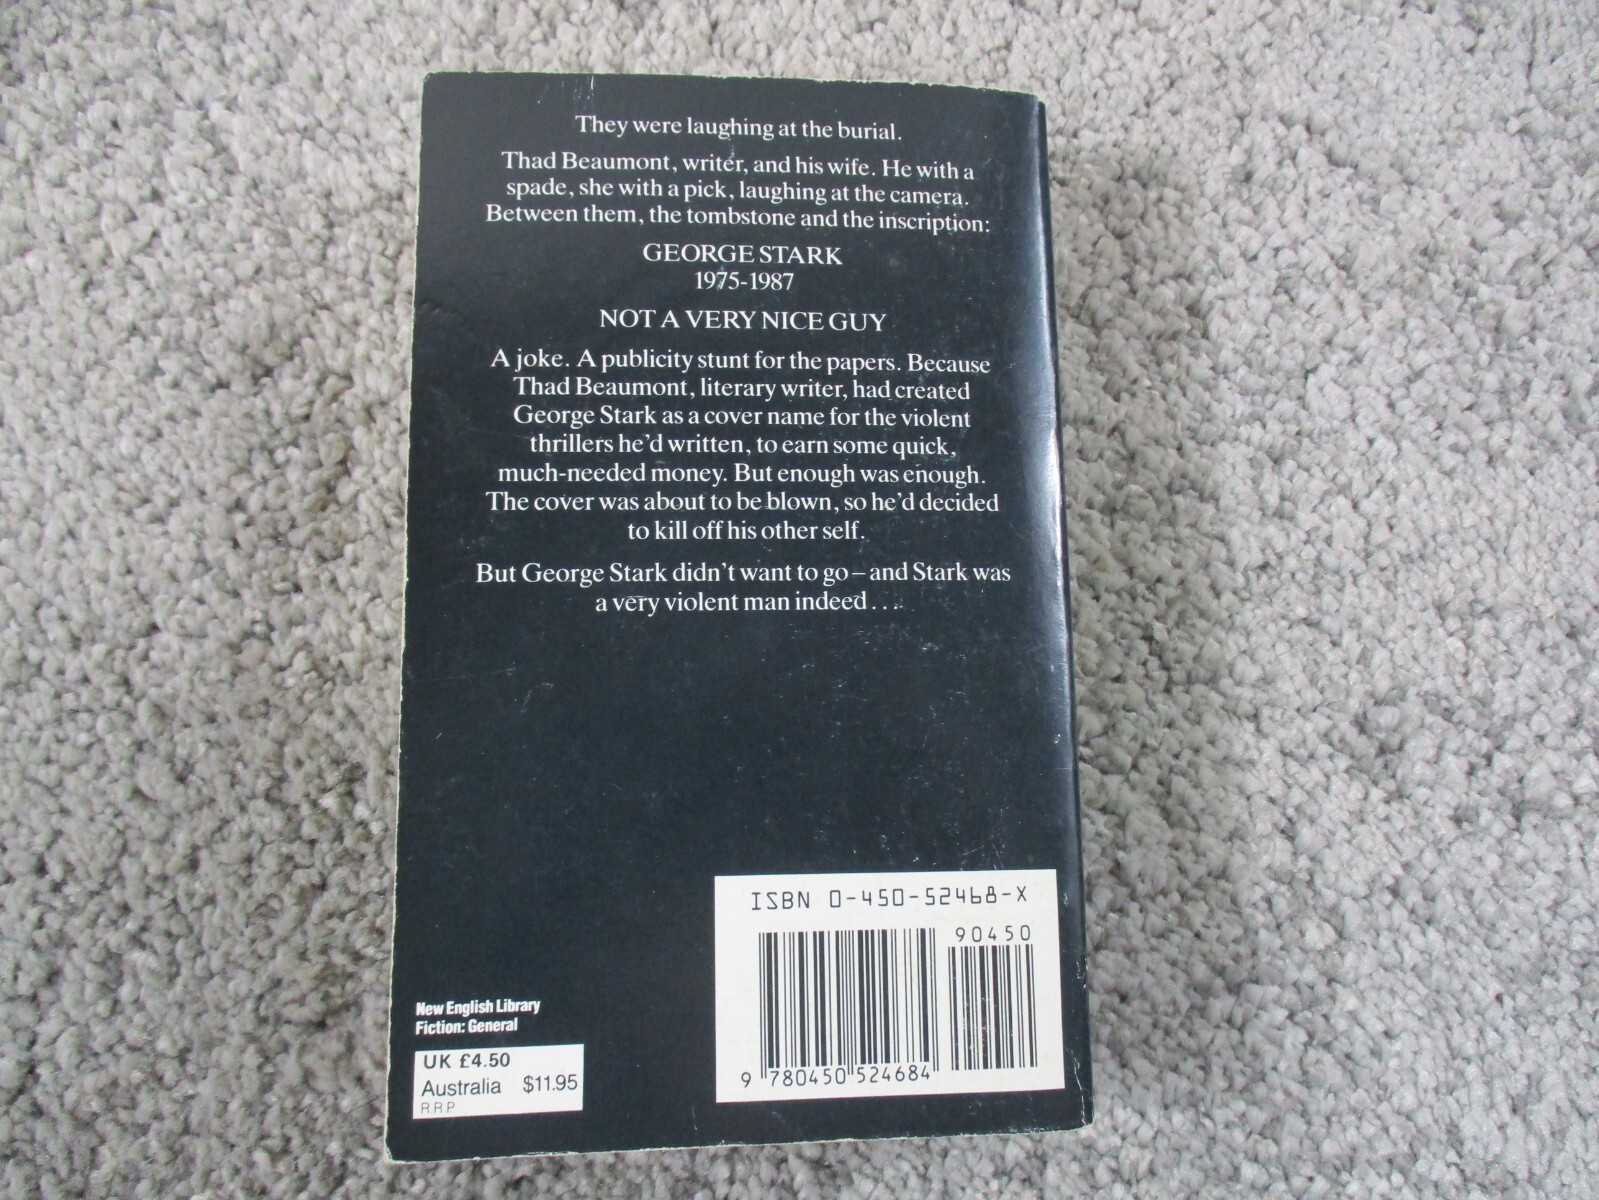 They were laughing at the burial.
Thad Beaumont, writer, and his wife. He with a
spade, she with a pick, laughing at the camera.
Between them, the tombstone and the inscription:
GEORGE STARK
1975-1987
NOT A VERY NICE GUY
A joke. A publicity stunt for the papers. Because
Thad Beaumont, literary writer, had created
George Stark as a cover name for the violent
thrillers he'd written, to earn some quick,
much-needed money. But enough was enough.
The cover was about to be blown, so he'd decided
to kill off his other self.
But George Stark didn't want to go – and Stark was
a very violent man indeed . . .
ISBN 0-450-52468-X
90450
9 780450 524684
New English Library
Fiction: General
UK £4.50
Australia $11.95
R.R.P